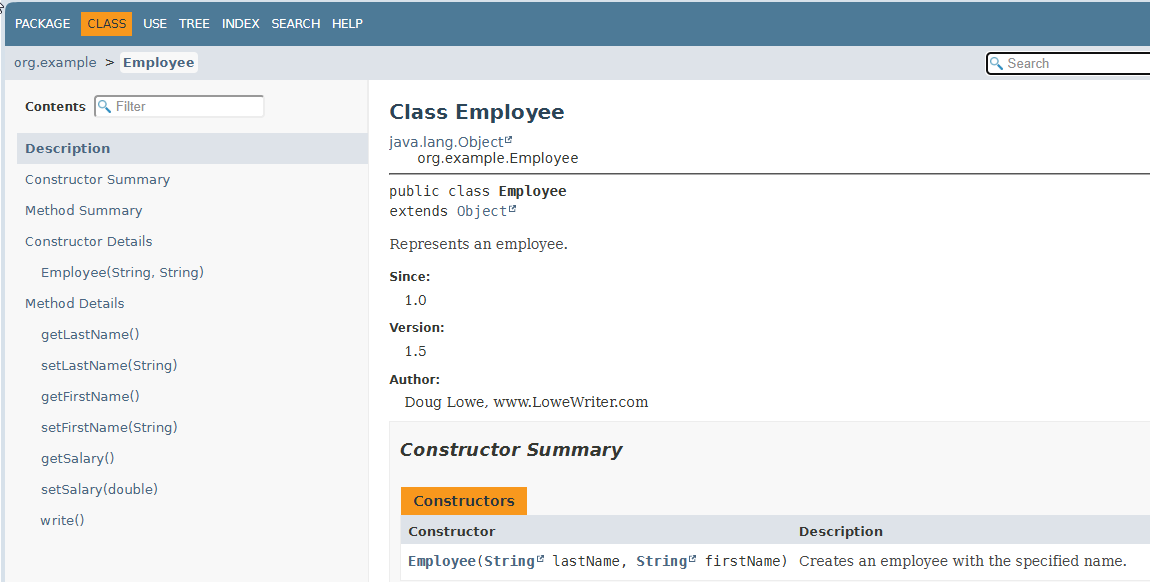 PACKAGE CLASS USE TREE INDEX SEARCH HELP
org.example > Employee
Search
Contents
Filter
Description
Constructor Summary
Method Summary
Constructor Details
Employee(String, String)
Method Details
getLastName()
setLastName(String)
getFirstName()
setFirstName(String)
getSalary()
setSalary(double)
write()
Class Employee
java.lang.Object
org.example.Employee
public class Employee
extends Object
Represents an employee.
Since:
1.0
Version:
1.5
Author:
Doug Lowe, www.LoweWriter.com
Constructor Summary
Constructors
Constructor Description
Employee(String lastName, String firstName) Creates an employee with the specified name.